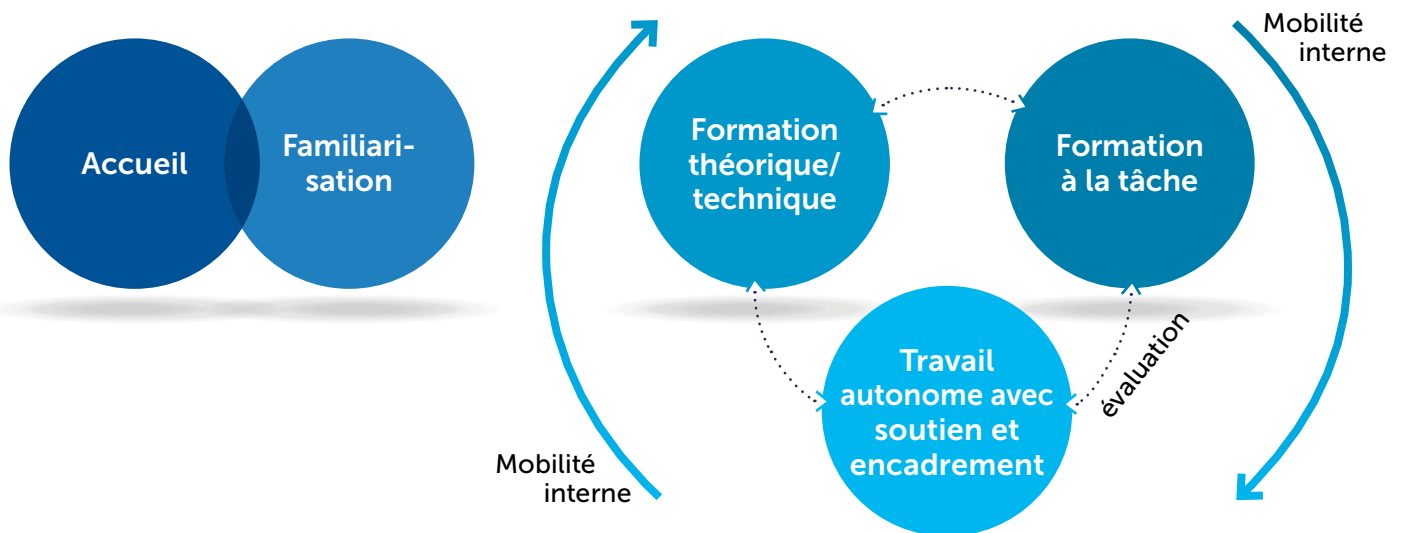 Accueil
Familiari-
sation
Formation
théorique/
technique
Formation
à la tâche
Mobilité
interne
Travail
autonome avec
soutien et
encadrement
évaluation
Mobilité
interne